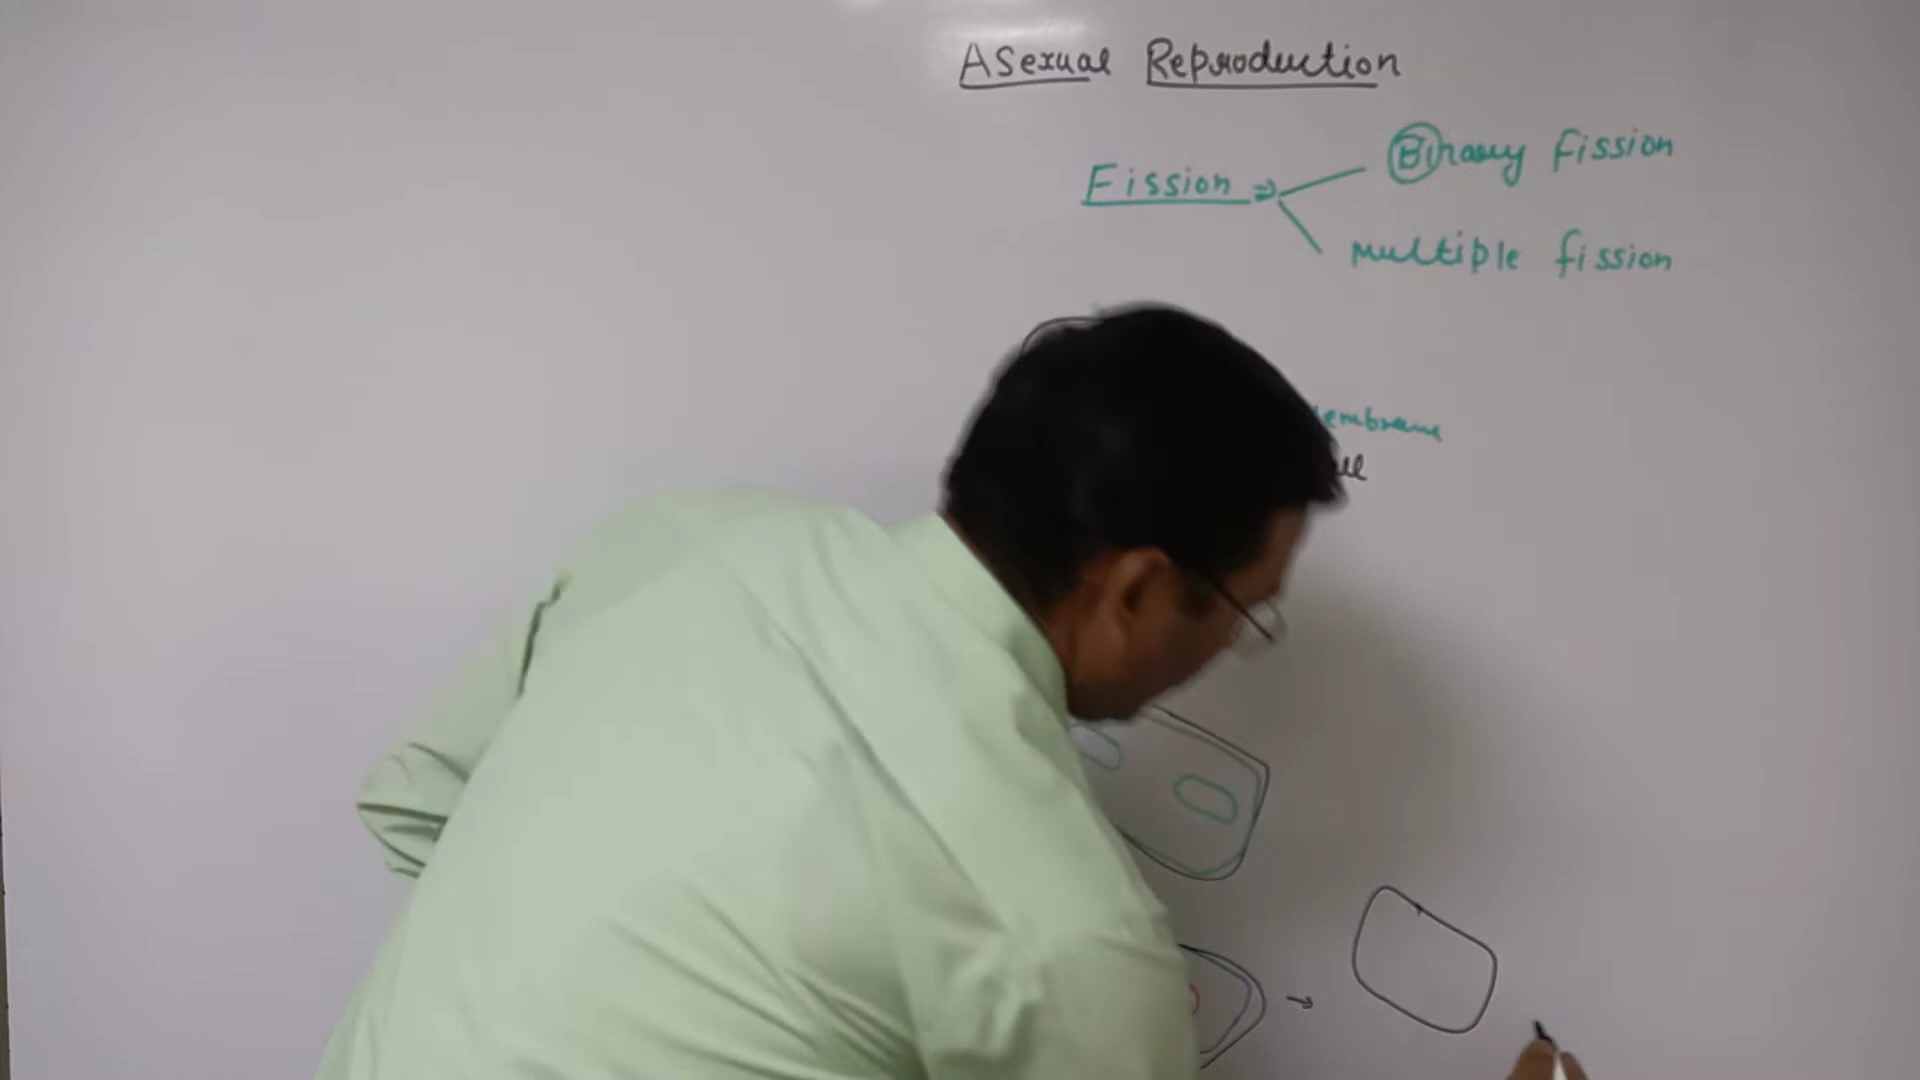 Asexual Reproduction
Binary Fission
Fission ⇒
multiple fission